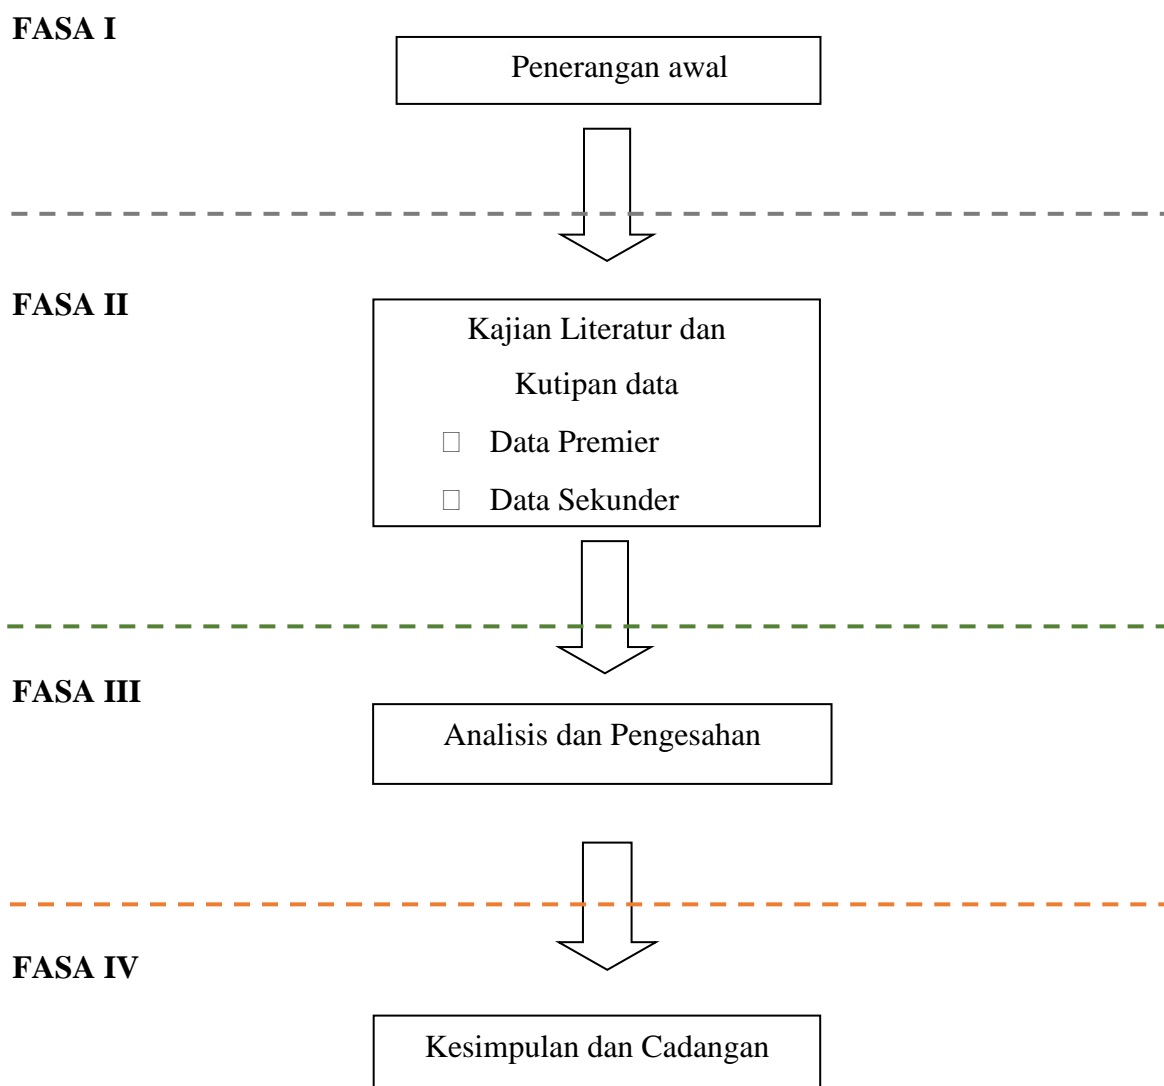 FASA I
Penerangan awal
FASA II
Kajian Literatur dan
Kutipan data
Data Premier
Data Sekunder
FASA III
Analisis dan Pengesahan
FASA IV
Kesimpulan dan Cadangan